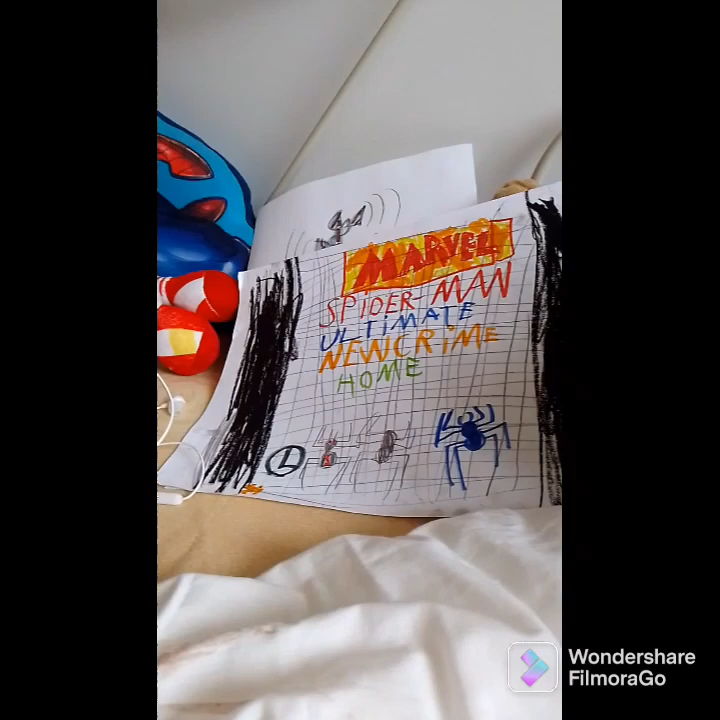 MARVEL
SPIDER MAN
ULTIMATE
NEWCRiME
HOME
L
Wondershare
FilmoraGo